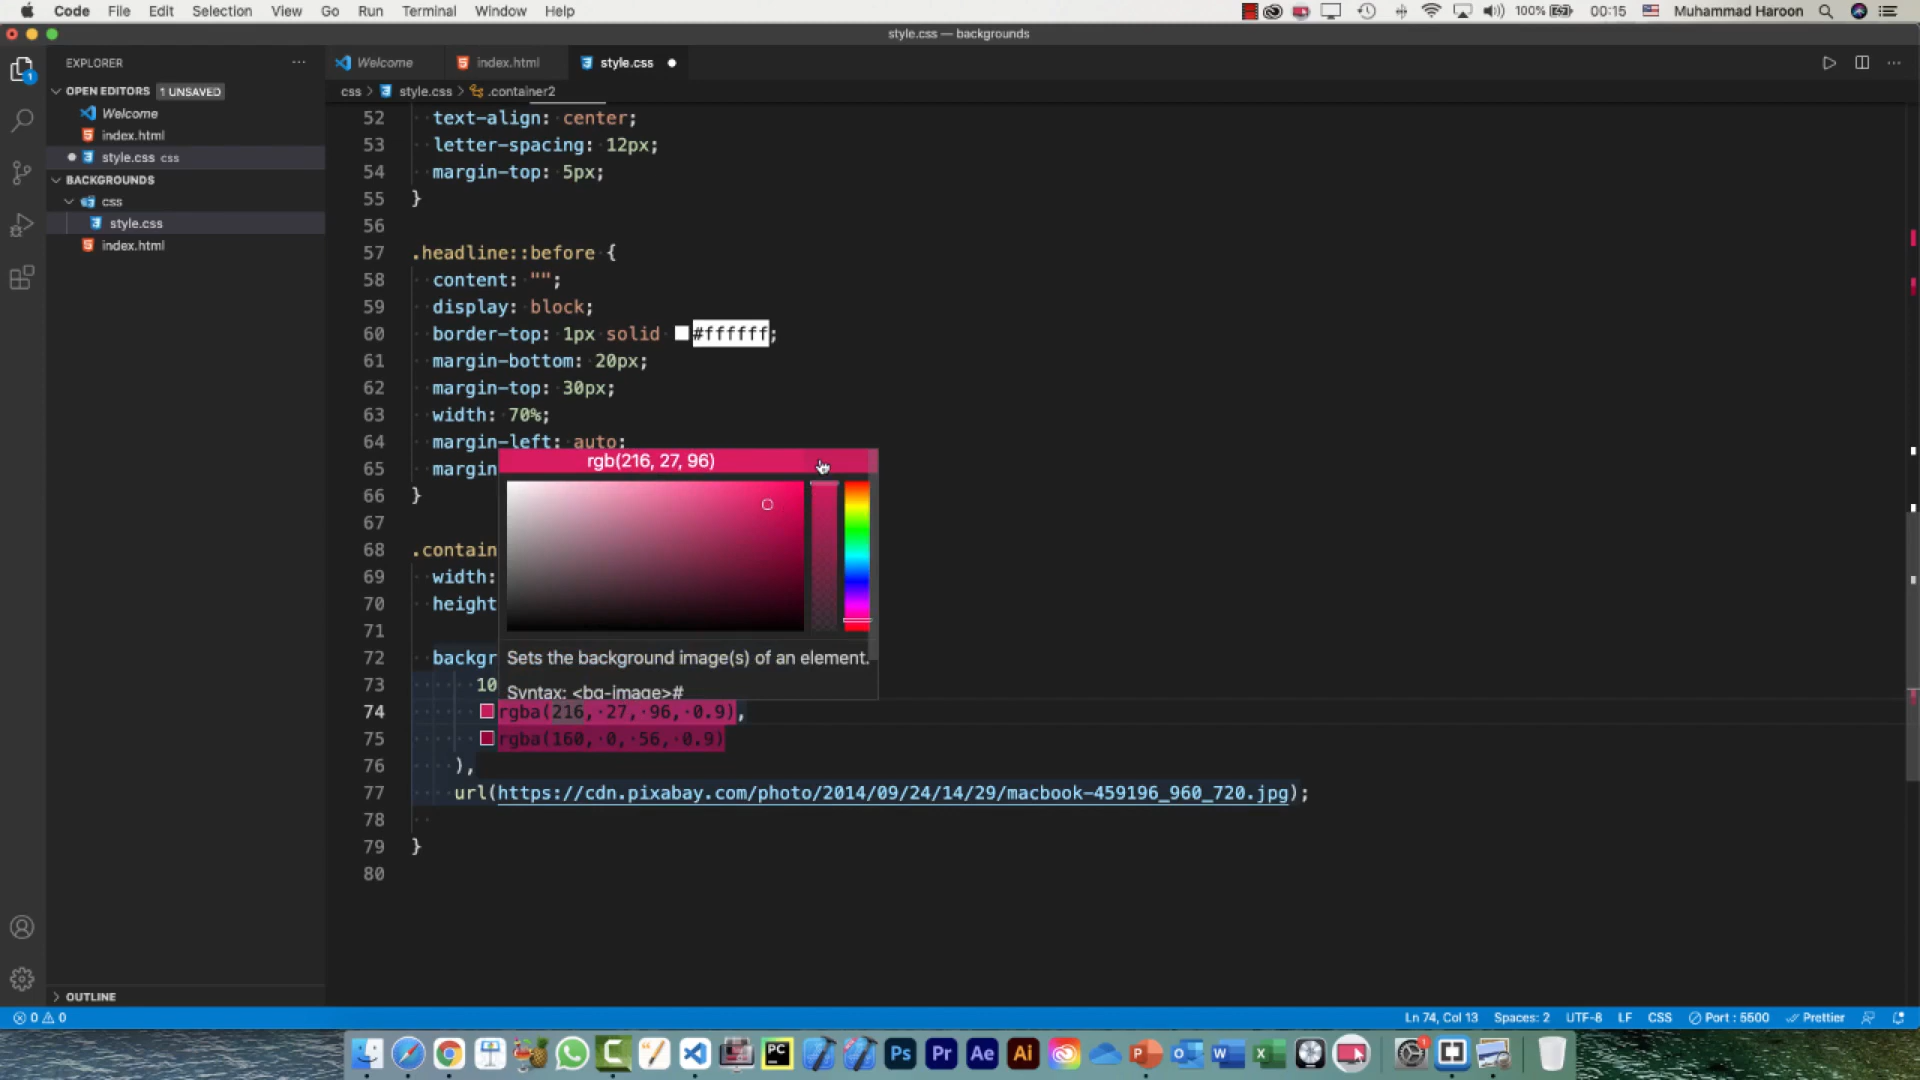 Code File Edit Selection View Go Run Terminal Window Help 100% 00:15 Muhammad Haroon
style.css — backgrounds
EXPLORER
Welcome index.html style.css
OPEN EDITORS 1 UNSAVED
css > style.css > .container2
Welcome
index.html
style.css css
BACKGROUNDS
css
style.css
index.html
52 text-align: center;
53 letter-spacing: 12px;
54 margin-top: 5px;
55 }
56
57 .headline::before {
58 content: "";
59 display: block;
60 border-top: 1px solid #ffffff;
61 margin-bottom: 20px;
62 margin-top: 30px;
63 width: 70%;
64 margin-left: auto;
rgb(216, 27, 96)
65 margin
66 }
67
68 .contain
69 width:
70 height
71
72 backgr
Sets the background image(s) of an element.
73 10
Syntax: <bg-image>#
74 rgba(216, 27, 96, 0.9),
75 rgba(160, 0, 56, 0.9)
76 ),
77 url(https://cdn.pixabay.com/photo/2014/09/24/14/29/macbook-459196_960_720.jpg);
78
79 }
80
OUTLINE
0 0 Ln 74, Col 13 Spaces: 2 UTF-8 LF CSS Port : 5500 Prettier
PC Ps Pr Ae Ai